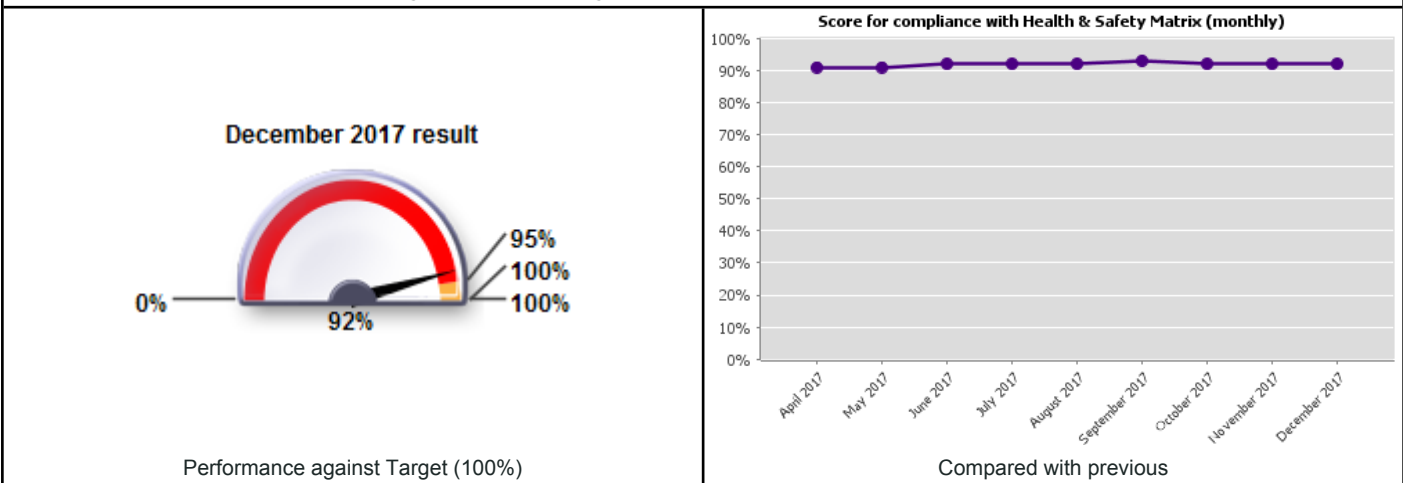 December 2017 result
95%
100%
0%
100%
92%
Performance against Target (100%)
Score for compliance with Health & Safety Matrix (monthly)
100%
90%
80%
70%
60%
50%
40%
30%
20%
10%
0%
April 2017
May 2017
June 2017
July 2017
August 2017
September 2017
October 2017
November 2017
December 2017
Compared with previous